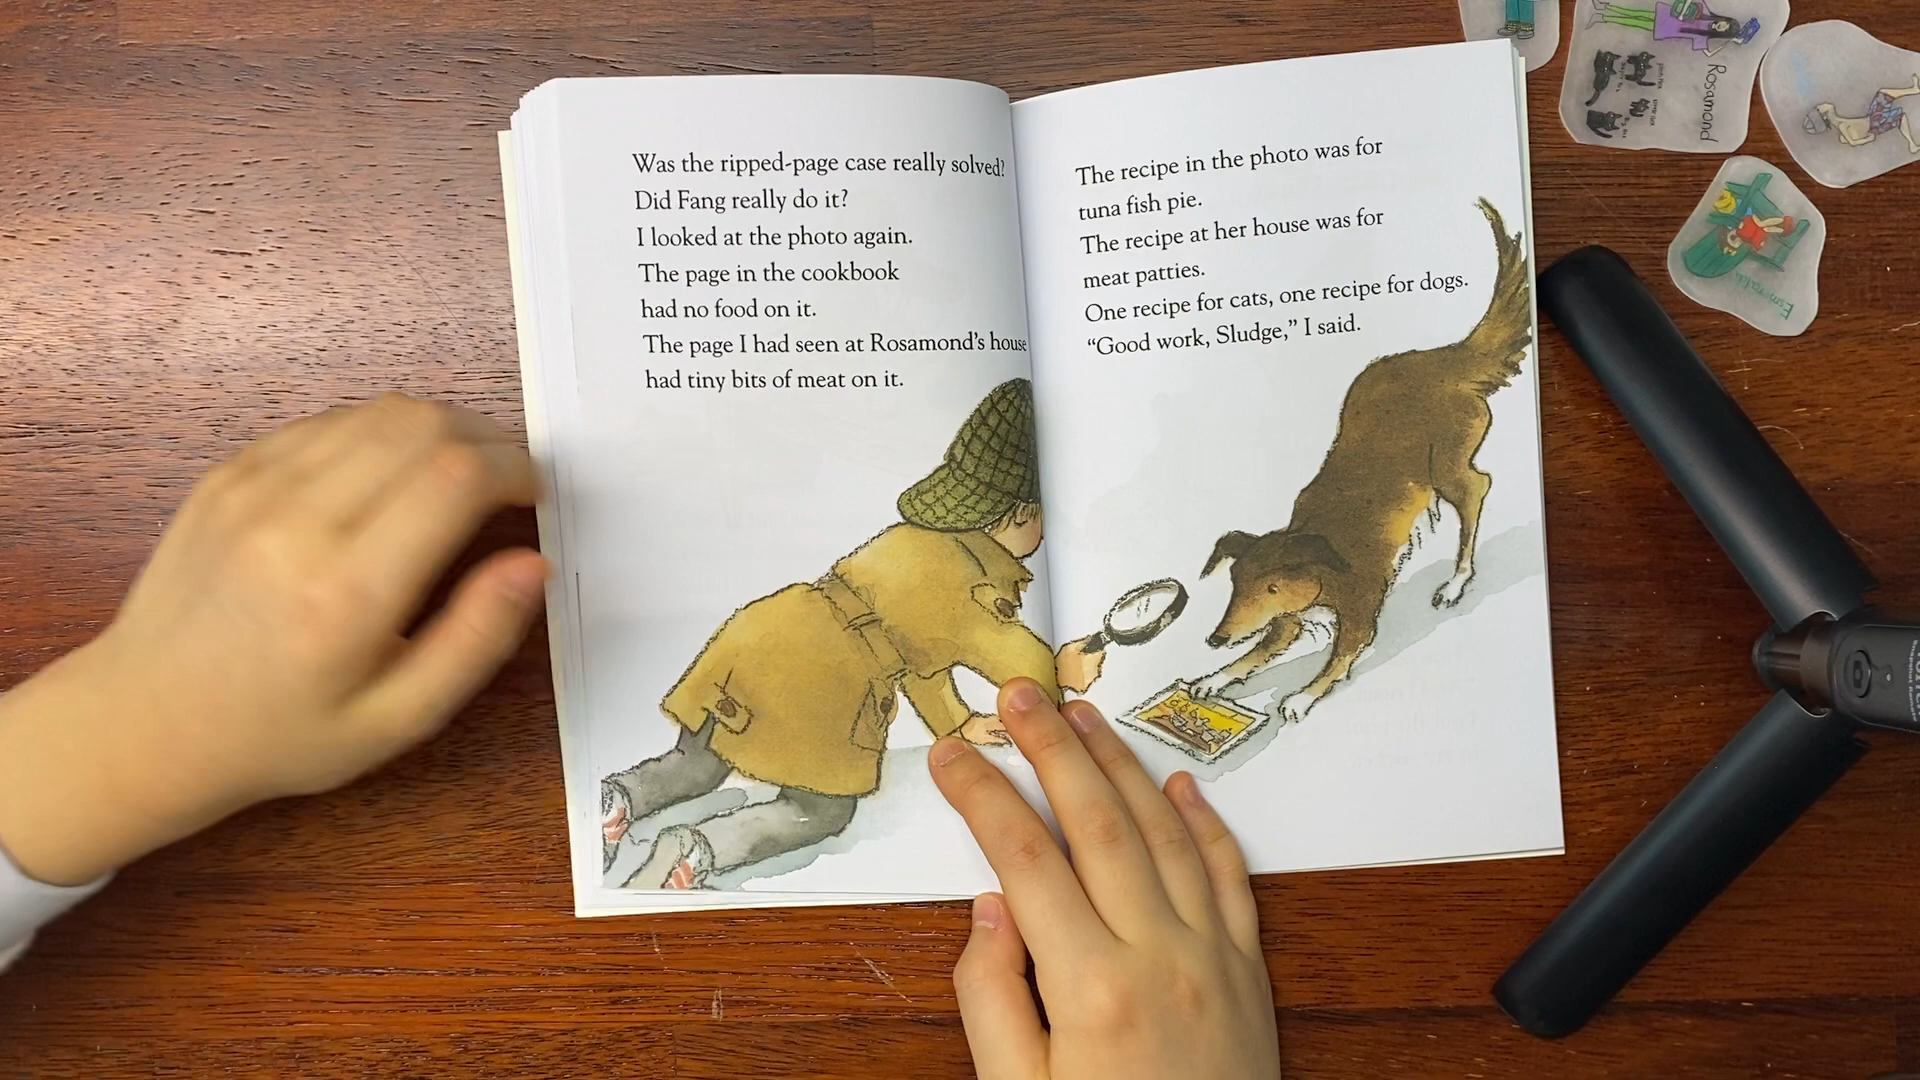 Was the ripped-page case really solved?
Did Fang really do it?
I looked at the photo again.
The page in the cookbook
had no food on it.
The page I had seen at Rosamond's house
had tiny bits of meat on it.
The recipe in the photo was for
tuna fish pie.
The recipe at her house was for
meat patties.
One recipe for cats, one recipe for dogs.
“Good work, Sludge,” I said.
Rosamond
Esmeralda